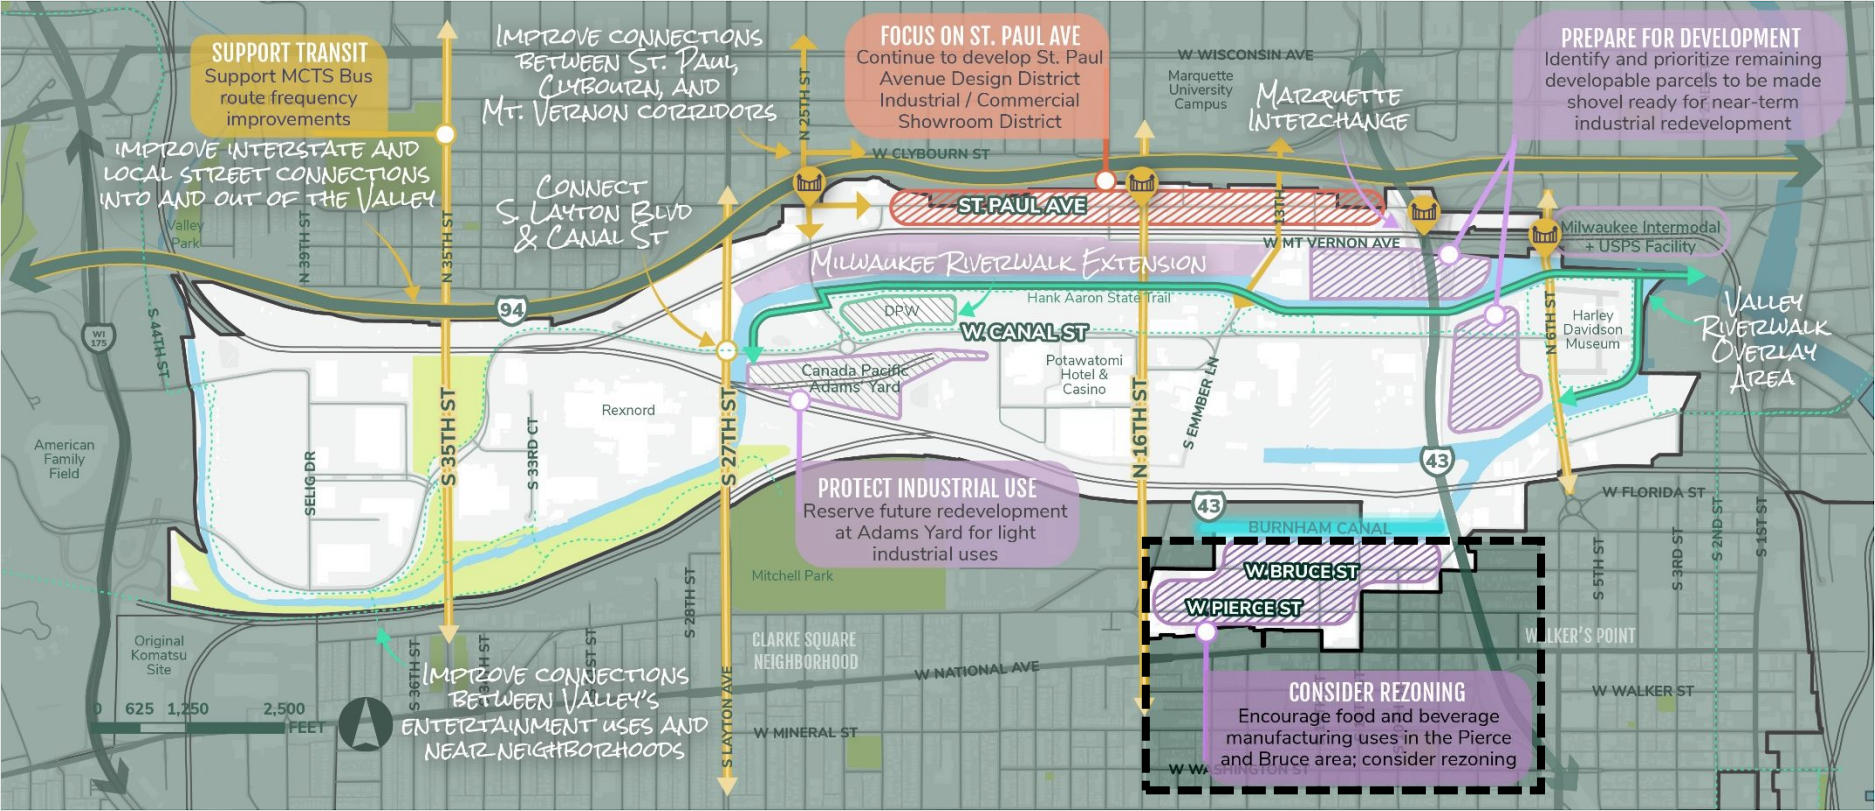 SUPPORT TRANSIT
Support MCTS Bus
route frequency
improvements
IMPROVE CONNECTIONS
BETWEEN ST. PAUL,
CLYBOURN, AND
MT. VERNON CORRIDORS
N 25TH ST
FOCUS ON ST. PAUL AVE
Continue to develop St. Paul
Avenue Design District
Industrial / Commercial
Showroom District
W WISCONSIN AVE
Marquette
University
Campus
MARQUETTE
INTERCHANGE
PREPARE FOR DEVELOPMENT
Identify and prioritize remaining
developable parcels to be made
shovel ready for near-term
industrial redevelopment
IMPROVE INTERSTATE AND
LOCAL STREET CONNECTIONS
INTO AND OUT OF THE VALLEY
CONNECT
S. LAYTON BLVD
& CANAL ST
W CLYBOURN ST
Valley
Park
N 39TH ST
N 35TH ST
ST. PAUL AVE
13TH
W MT VERNON AVE
Milwaukee Intermodal
+ USPS Facility
MILWAUKEE RIVERWALK EXTENSION
Hank Aaron State Trail
94
WI
175
S 44TH ST
DPW
W. CANAL ST
N 6TH ST
Harley
Davidson
Museum
VALLEY
RIVERWALK
OVERLAY
AREA
Canada Pacific
Adams' Yard
Potawatomi
Hotel &
Casino
S EMMBER LN
Rexnord
S 35TH ST
S 33RD CT
SELIG DR
S 27TH ST
N 16TH ST
American
Family
Field
43
PROTECT INDUSTRIAL USE
Reserve future redevelopment
at Adams Yard for light
industrial uses
43
W FLORIDA ST
BURNHAM CANAL
S 5TH ST
S 3RD ST
S 2ND ST
S 1ST ST
Mitchell Park
W. BRUCE ST
W. PIERCE ST
S 28TH ST
Original
Komatsu
Site
CLARKE SQUARE
NEIGHBORHOOD
WALKER'S POINT
W NATIONAL AVE
S 36TH ST
IMPROVE CONNECTIONS
BETWEEN VALLEY'S
ENTERTAINMENT USES AND
NEAR NEIGHBORHOODS
0 625 1,250 2,500
FEET
S LAYTON AVE
W MINERAL ST
CONSIDER REZONING
Encourage food and beverage
manufacturing uses in the Pierce
and Bruce area; consider rezoning
W WALKER ST
W WASHINGTON ST